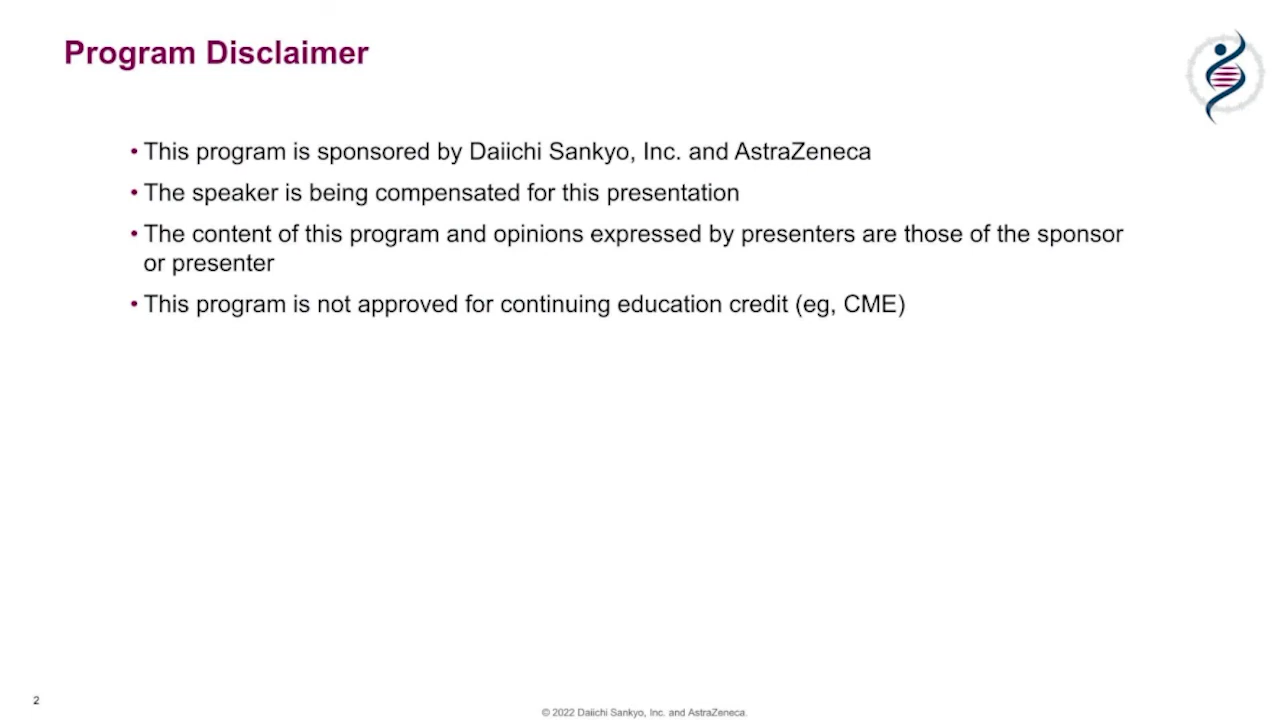 Program Disclaimer
• This program is sponsored by Daiichi Sankyo, Inc. and AstraZeneca
• The speaker is being compensated for this presentation
• The content of this program and opinions expressed by presenters are those of the sponsor
or presenter
• This program is not approved for continuing education credit (eg, CME)
2
© 2022 Daiichi Sankyo, Inc. and AstraZeneca.